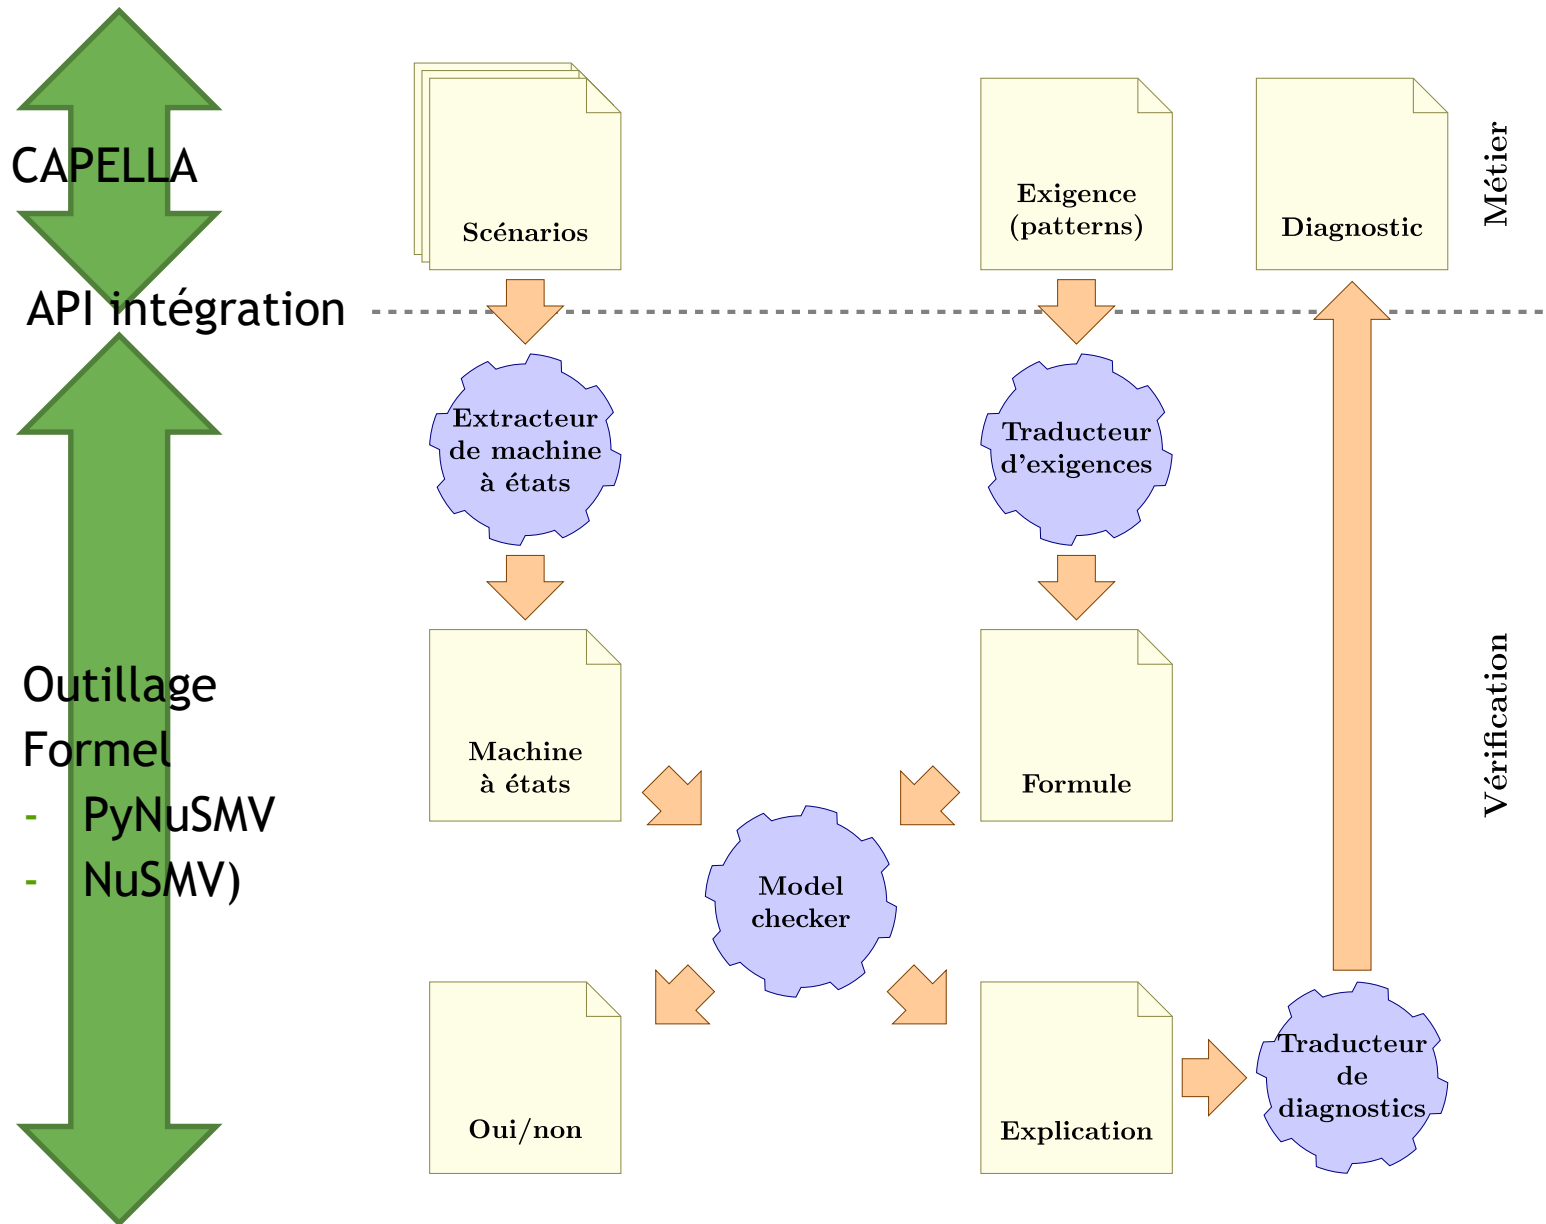 CAPELLA
Scénarios
Exigence
(patterns)
Diagnostic
Métier
API intégration
Extracteur
de machine
à états
Traducteur
d'exigences
Outillage
Formel
- PyNuSMV
- NuSMV)
Machine
à états
Formule
Vérification
Model
checker
Oui/non
Explication
Traducteur
de
diagnostics